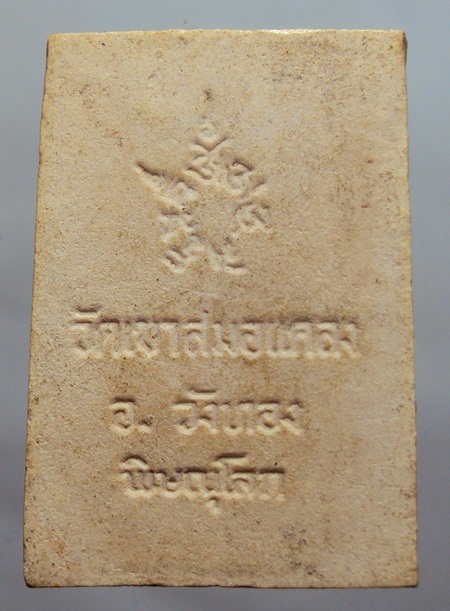 วัดเขาสมอแคลง
อ. วังทอง
พิษณุโลก